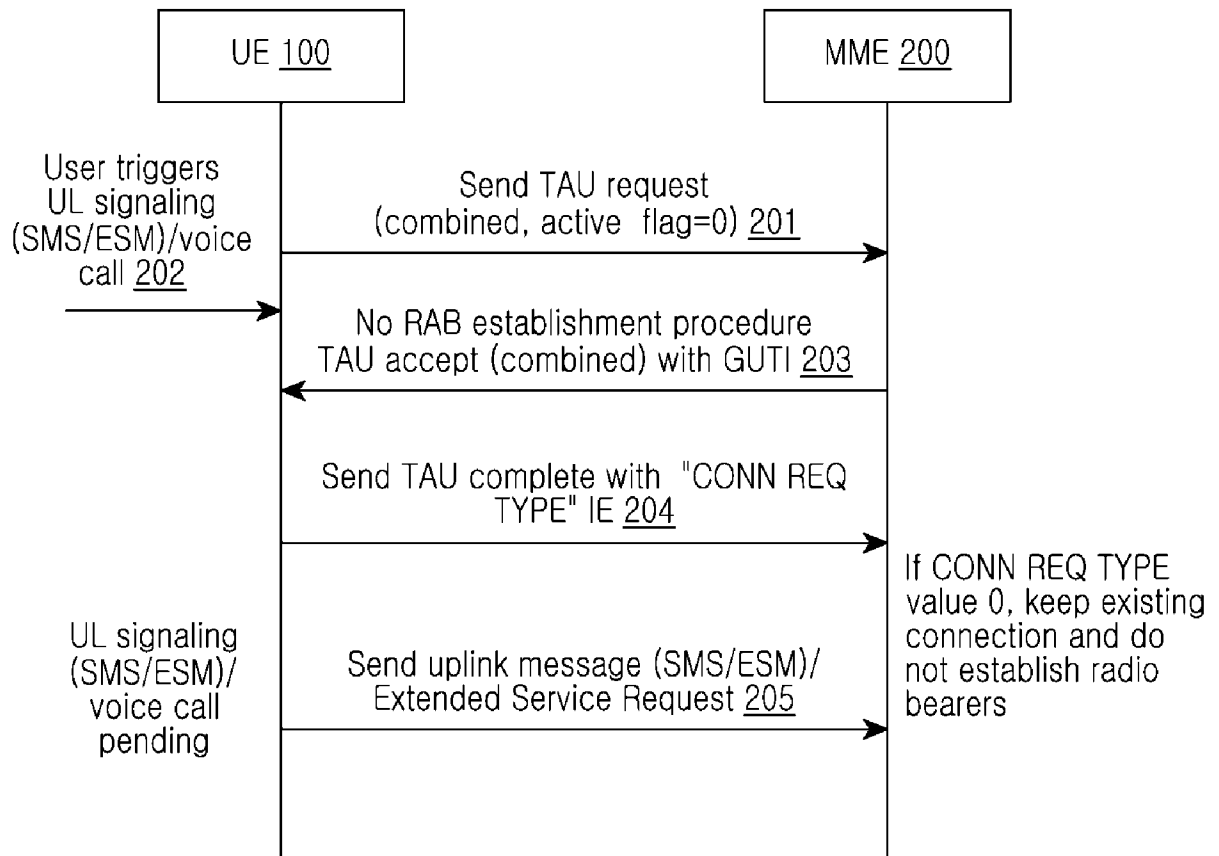 UE 100
MME 200
User triggers
UL signaling
(SMS/ESM)/voice
call 202
Send TAU request
(combined, active flag=0) 201
No RAB establishment procedure
TAU accept (combined) with GUTI 203
Send TAU complete with "CONN REQ
TYPE" IE 204
If CONN REQ TYPE
value 0, keep existing
connection and do
not establish radio
bearers
UL signaling
(SMS/ESM)/
voice call
pending
Send uplink message (SMS/ESM)/
Extended Service Request 205